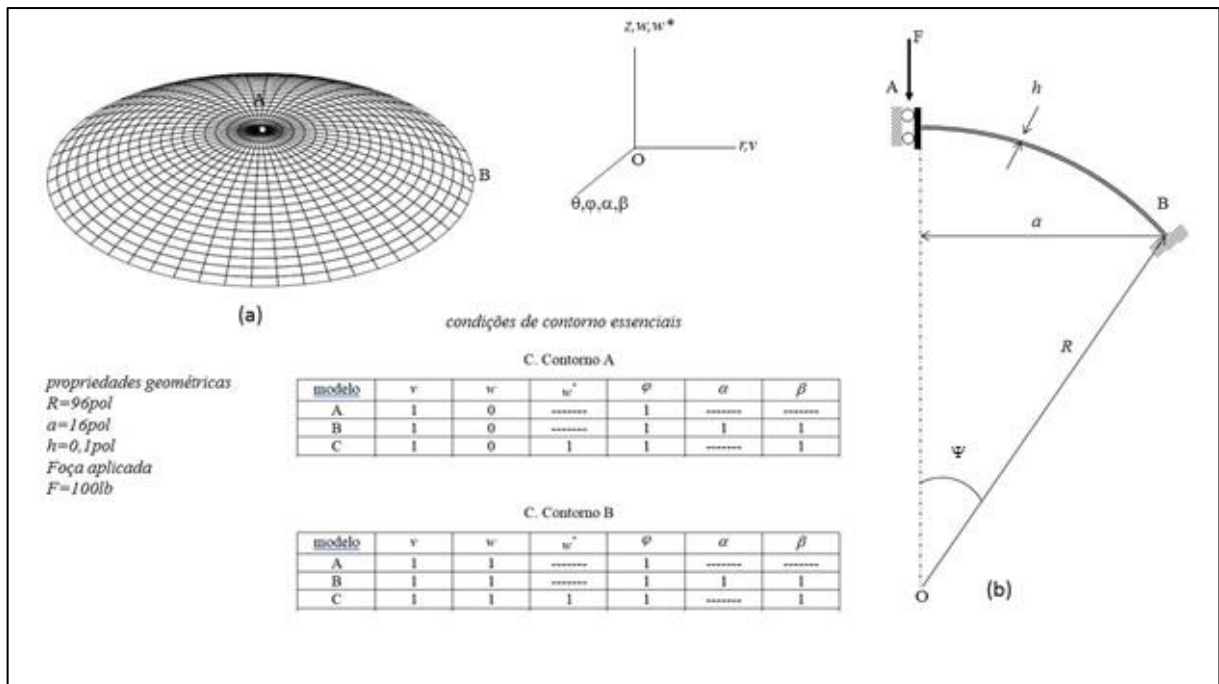 A
B
(a)
z,w,w*
O
r,v
θ,φ,α,β
F
A
h
B
a
R
Ψ
O
(b)
condições de contorno essenciais
propriedades geométricas
R=96pol
a=16pol
h=0,1pol
Foça aplicada
F=100lb
C. Contorno A
modelo v w w* φ α β
A 1 0 ------- 1 ------- -------
B 1 0 ------- 1 1 1
C 1 0 1 1 ------- 1
C. Contorno B
modelo v w w* φ α β
A 1 1 ------- 1 ------- -------
B 1 1 ------- 1 1 1
C 1 1 1 1 ------- 1